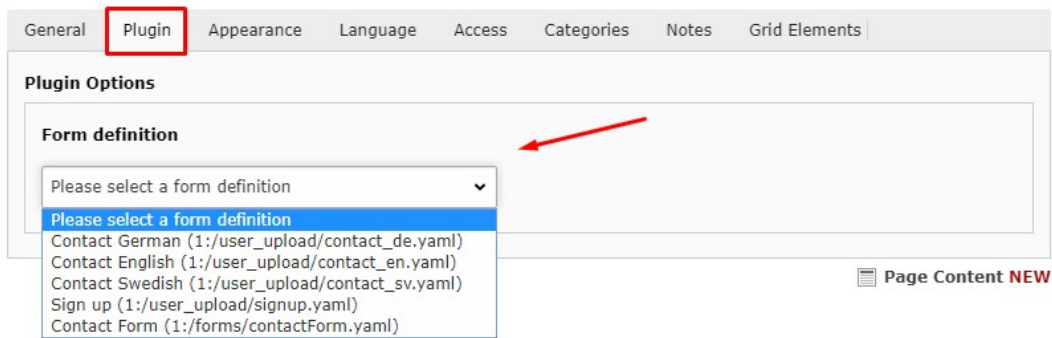 General Plugin Appearance Language Access Categories Notes Grid Elements
Plugin Options
Form definition
Please select a form definition
Please select a form definition
Contact German (1:/user_upload/contact_de.yaml)
Contact English (1:/user_upload/contact_en.yaml)
Contact Swedish (1:/user_upload/contact_sv.yaml)
Sign up (1:/user_upload/signup.yaml)
Contact Form (1:/forms/contactForm.yaml)
Page Content NEW